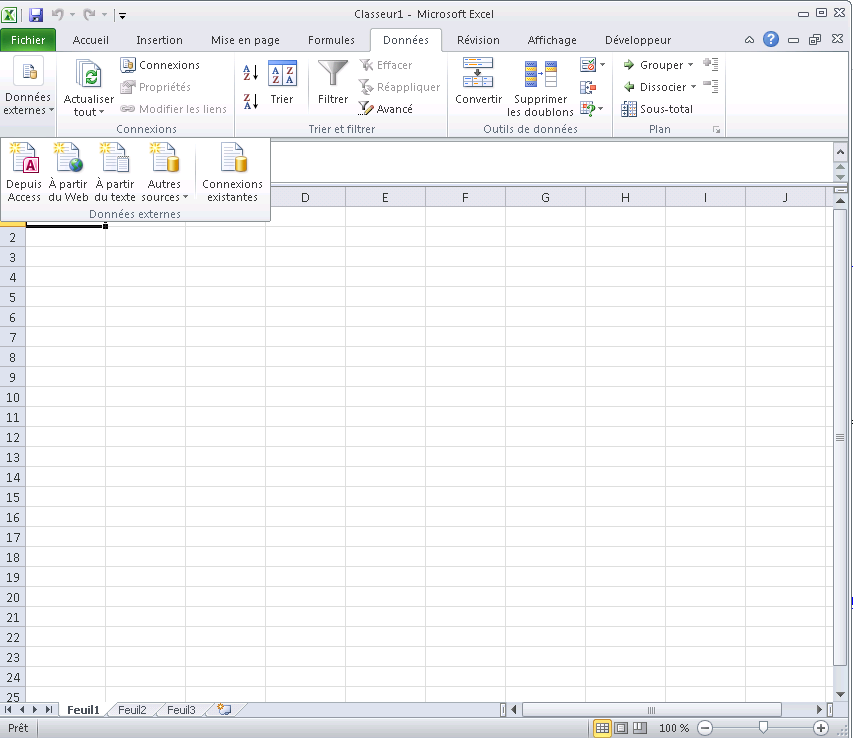 Classeur1 - Microsoft Excel
Fichier Accueil Insertion Mise en page Formules Données Révision Affichage Développeur
Données externes
Actualiser tout
Connexions
Propriétés
Modifier les liens
Connexions
Trier
Filtrer
Effacer
Réappliquer
Avancé
Trier et filtrer
Convertir
Supprimer les doublons
Outils de données
Grouper
Dissocier
Sous-total
Plan
Depuis Access
À partir du Web
À partir du texte
Autres sources
Connexions existantes
Données externes
D E F G H I J
2
3
4
5
6
7
8
9
10
11
12
13
14
15
16
17
18
19
20
21
22
23
24
25
Feuil1 Feuil2 Feuil3
Prêt
100 %